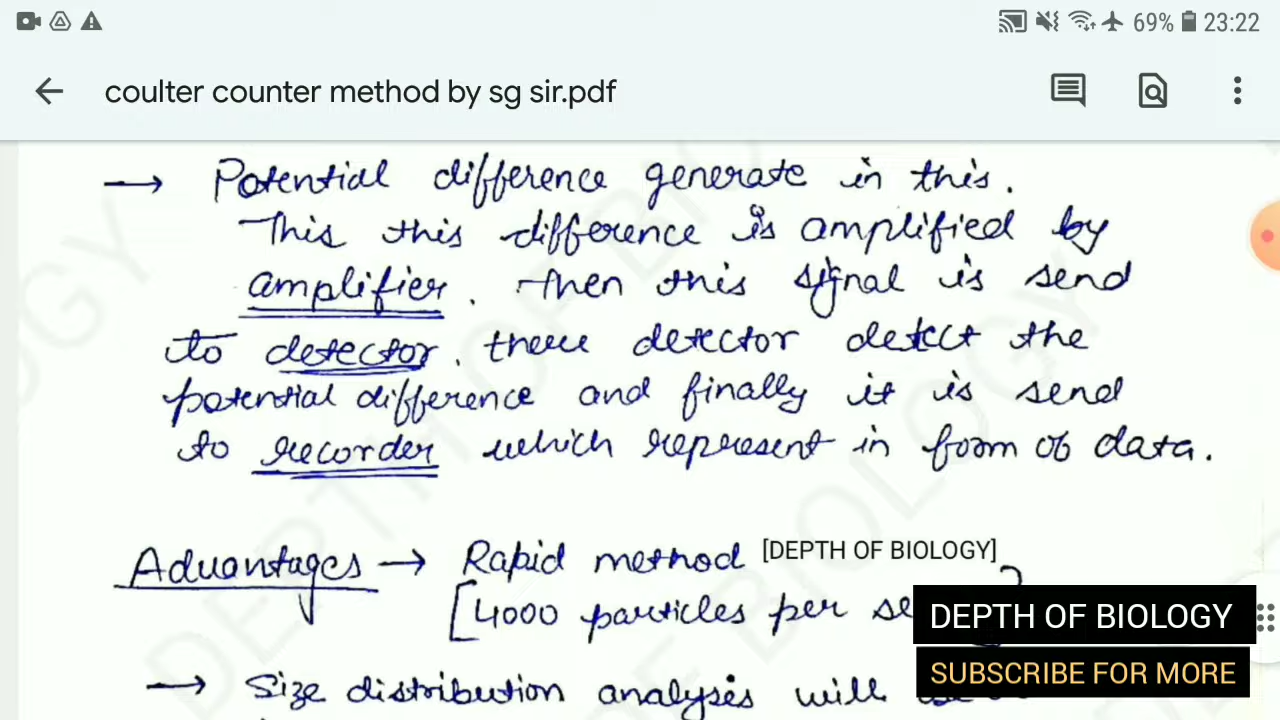 69% 23:22
coulter counter method by sg sir.pdf
→ Potential difference generate in this.
This this difference is amplified by
amplifier. Then this signal is send
to detector. there detector detect the
potential difference and finally it is send
to recorder which represent in form of data.
Advantages → Rapid method [DEPTH OF BIOLOGY]
[4000 particles per
DEPTH OF BIOLOGY
SUBSCRIBE FOR MORE
→ Size distribution analyses will